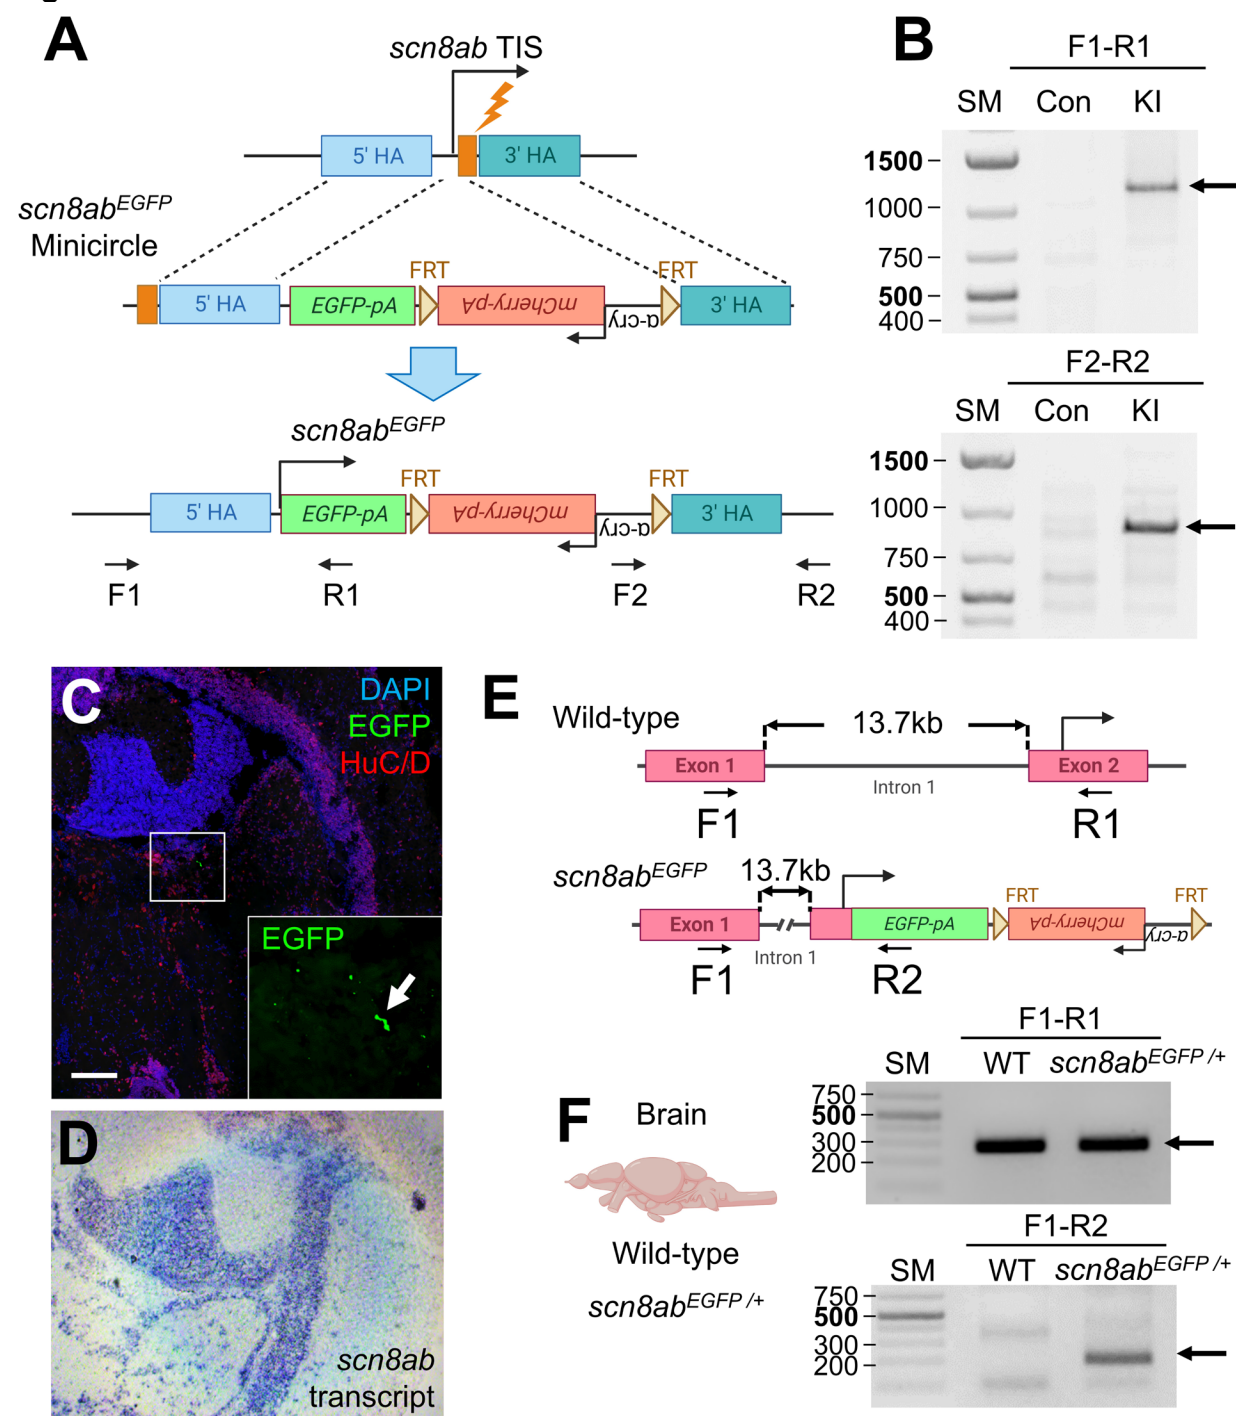 A
scn8ab TIS
5' HA
3' HA
scn8ab^EGFP
Minicircle
FRT
FRT
5' HA
EGFP-pA
mCherry-pA
α-cry
3' HA
scn8ab^EGFP
FRT
FRT
5' HA
EGFP-pA
mCherry-pA
α-cry
3' HA
F1
R1
F2
R2
B
F1-R1
SM Con KI
1500
1000
750
500
400
F2-R2
SM Con KI
1500
1000
750
500
400
C
DAPI
EGFP
HuC/D
EGFP
D
scn8ab
transcript
E
Wild-type
13.7kb
Exon 1
Intron 1
Exon 2
F1
R1
scn8ab^EGFP
13.7kb
FRT
FRT
Exon 1
Intron 1
EGFP-pA
mCherry-pA
α-cry
F1
R2
F
Brain
Wild-type
scn8ab^EGFP/+
F1-R1
SM WT scn8ab^EGFP/+
750
500
300
200
F1-R2
SM WT scn8ab^EGFP/+
750
500
300
200